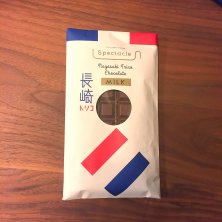 Spectacle
Nagasaki Trico
Chocolate
MILK
長崎
トリコ